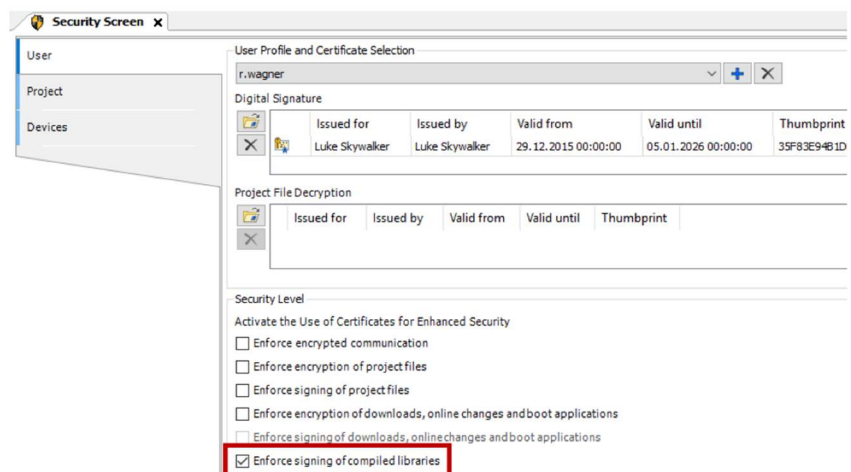 Security Screen
User
Project
Devices
User Profile and Certificate Selection
r.wagner
Digital Signature
Issued for Issued by Valid from Valid until Thumbprint
Luke Skywalker Luke Skywalker 29.12.2015 00:00:00 05.01.2026 00:00:00 35F83E94B1D
Project File Decryption
Issued for Issued by Valid from Valid until Thumbprint
Security Level
Activate the Use of Certificates for Enhanced Security
Enforce encrypted communication
Enforce encryption of project files
Enforce signing of project files
Enforce encryption of downloads, online changes and boot applications
Enforce signing of downloads, online changes and boot applications
Enforce signing of compiled libraries